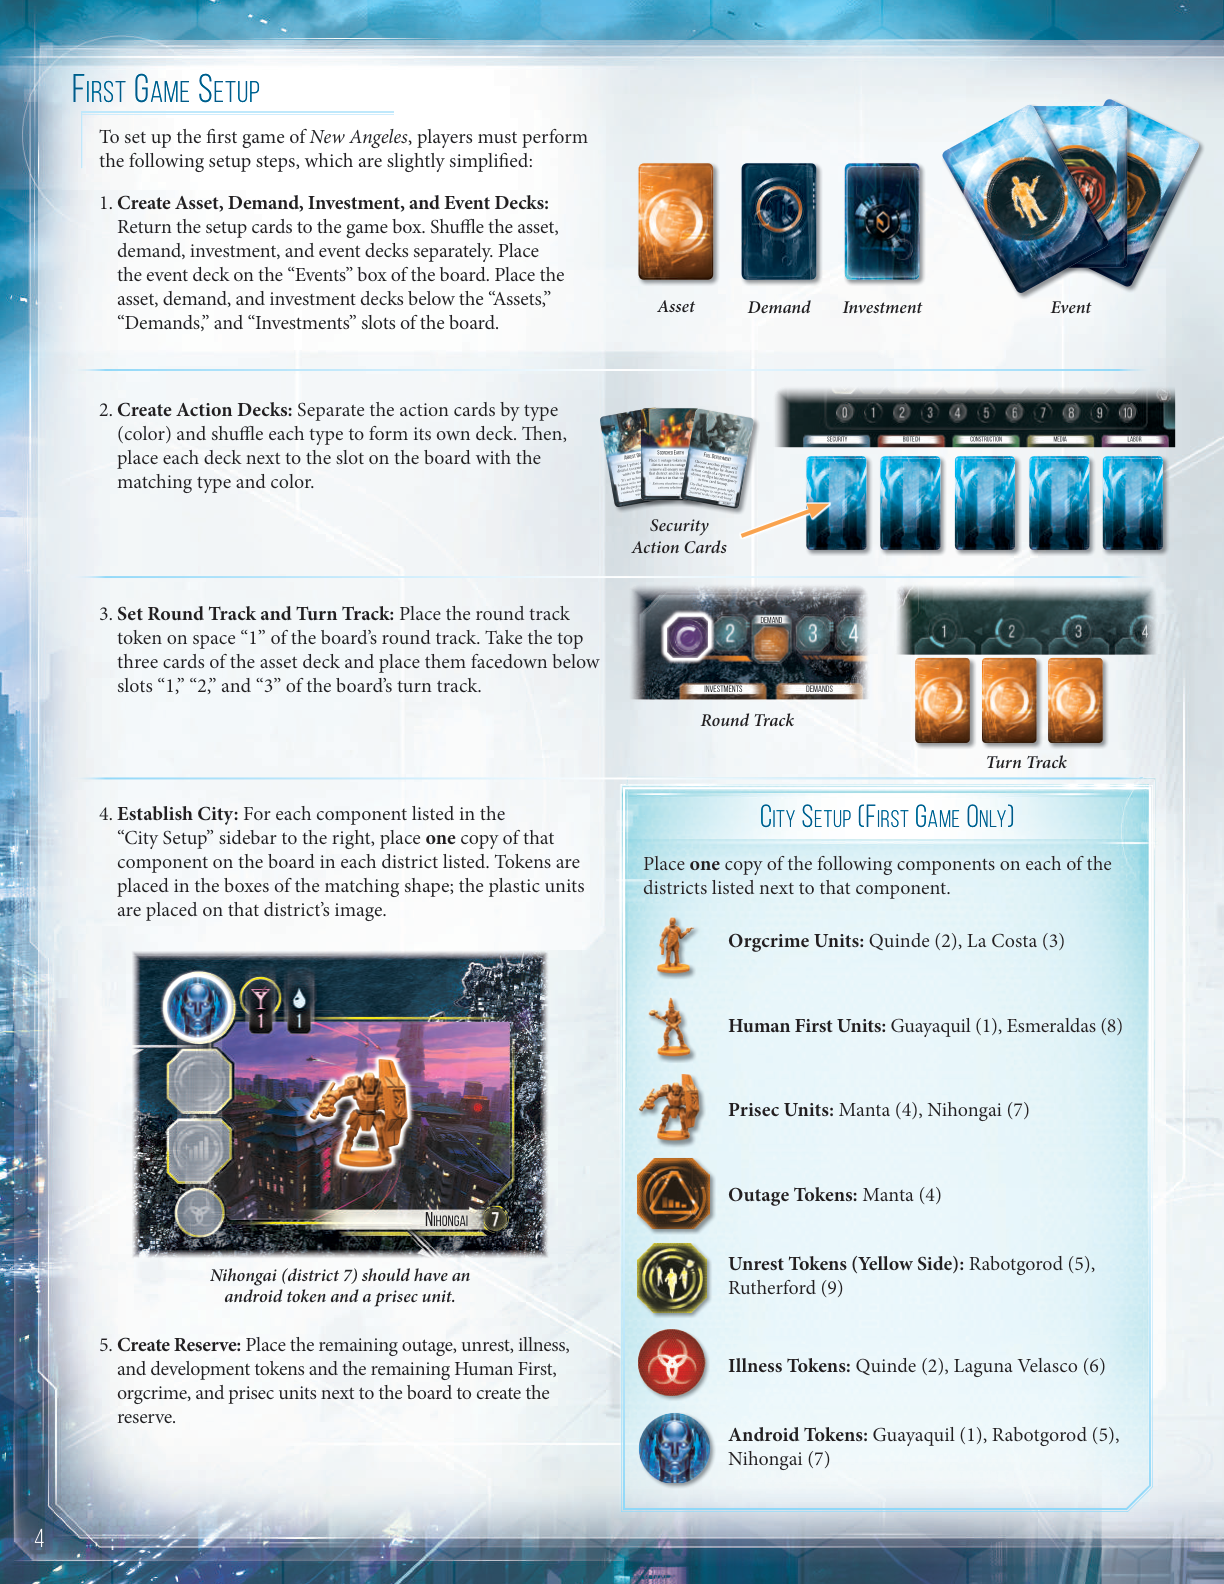 First Game Setup
To set up the first game of New Angeles, players must perform
the following setup steps, which are slightly simplified:
1. Create Asset, Demand, Investment, and Event Decks:
Return the setup cards to the game box. Shuffle the asset,
demand, investment, and event decks separately. Place
the event deck on the “Events” box of the board. Place the
asset, demand, and investment decks below the “Assets,”
“Demands,” and “Investments” slots of the board.
Asset
Demand
Investment
Event
2. Create Action Decks: Separate the action cards by type
(color) and shuffle each type to form its own deck. Then,
place each deck next to the slot on the board with the
matching type and color.
Scorched Earth
Security
Action Cards
0 1 2 3 4 5 6 7 8 9 10
SECURITY BIOTECH CONSTRUCTION MEDIA LABOR
3. Set Round Track and Turn Track: Place the round track
token on space “1” of the board’s round track. Take the top
three cards of the asset deck and place them facedown below
slots “1,” “2,” and “3” of the board’s turn track.
DEMAND
2 3 4
INVESTMENTS DEMANDS
Round Track
1 2 3 4
Turn Track
4. Establish City: For each component listed in the
“City Setup” sidebar to the right, place one copy of that
component on the board in each district listed. Tokens are
placed in the boxes of the matching shape; the plastic units
are placed on that district’s image.
1 1
Nihongai 7
Nihongai (district 7) should have an
android token and a prisec unit.
5. Create Reserve: Place the remaining outage, unrest, illness,
and development tokens and the remaining Human First,
orgcrime, and prisec units next to the board to create the
reserve.
City Setup (First Game Only)
Place one copy of the following components on each of the
districts listed next to that component.
Orgcrime Units: Quinde (2), La Costa (3)
Human First Units: Guayaquil (1), Esmeraldas (8)
Prisec Units: Manta (4), Nihongai (7)
Outage Tokens: Manta (4)
Unrest Tokens (Yellow Side): Rabotgorod (5),
Rutherford (9)
Illness Tokens: Quinde (2), Laguna Velasco (6)
Android Tokens: Guayaquil (1), Rabotgorod (5),
Nihongai (7)
4